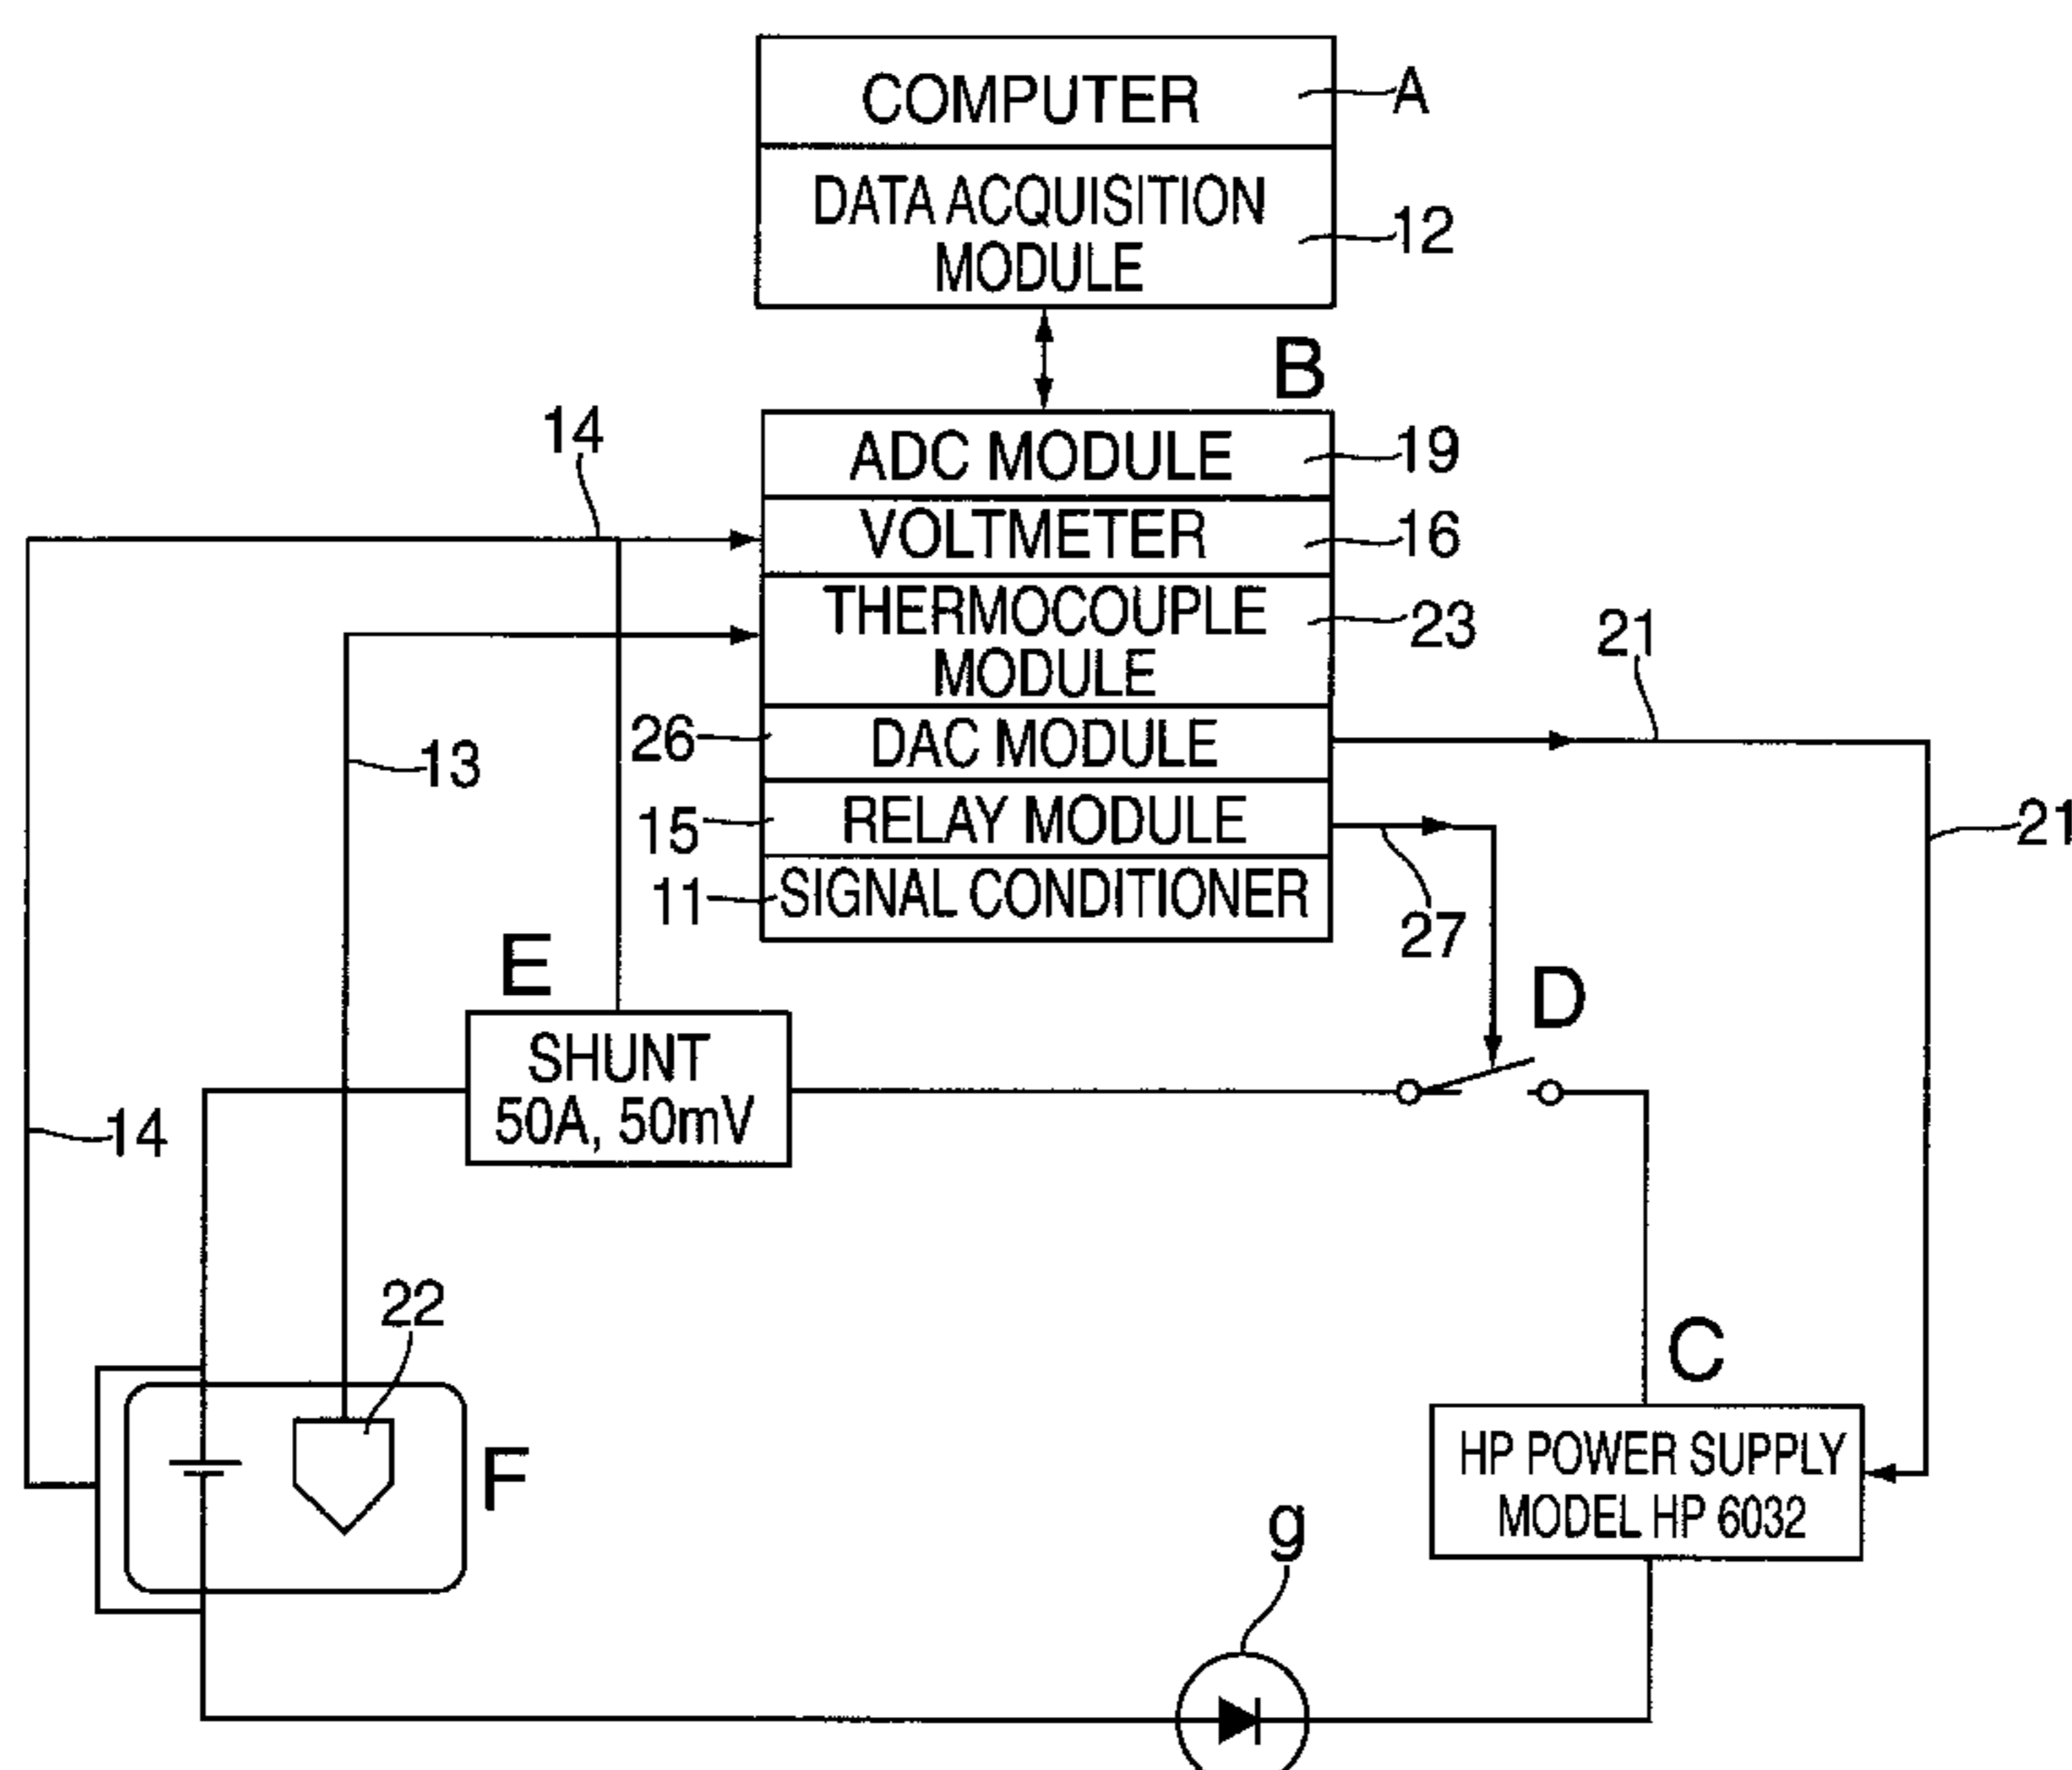 COMPUTER
A
DATA ACQUISITION
MODULE
12
B
14
ADC MODULE
19
VOLTMETER
16
THERMOCOUPLE
MODULE
23
21
26
DAC MODULE
13
15
RELAY MODULE
21
11
SIGNAL CONDITIONER
27
E
D
SHUNT
50A, 50mV
14
22
C
F
HP POWER SUPPLY
MODEL HP 6032
g